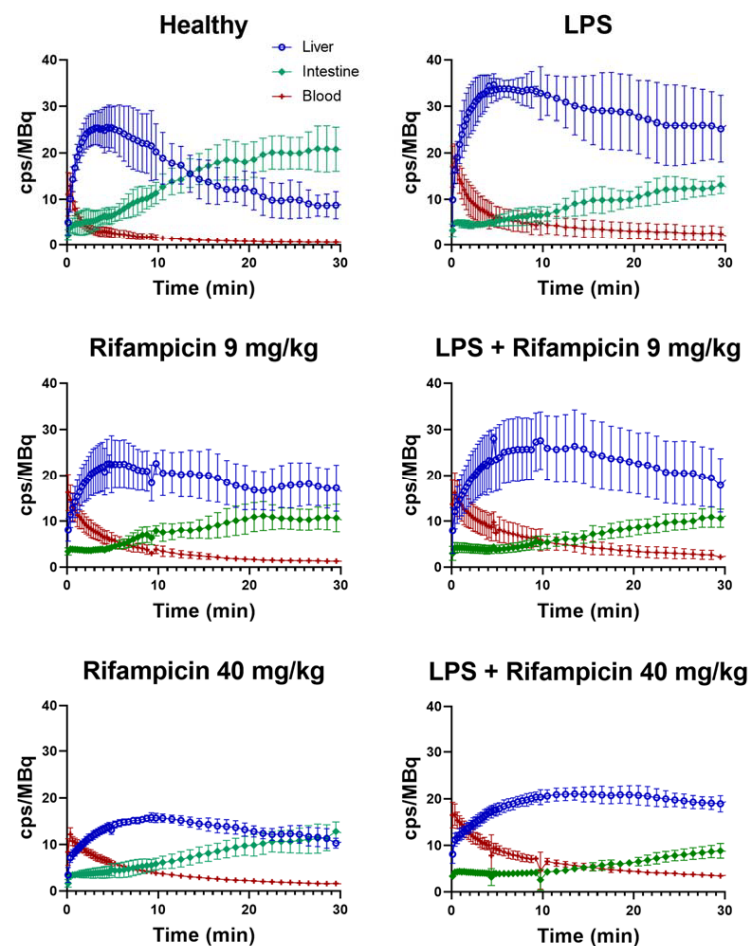 Healthy
Liver
Intestine
Blood
40
30
20
10
0
cps/MBq
0 10 20 30
Time (min)
LPS
40
30
20
10
0
cps/MBq
0 10 20 30
Time (min)
Rifampicin 9 mg/kg
40
30
20
10
0
cps/MBq
0 10 20 30
Time (min)
LPS + Rifampicin 9 mg/kg
40
30
20
10
0
cps/MBq
0 10 20 30
Time (min)
Rifampicin 40 mg/kg
40
30
20
10
0
cps/MBq
0 10 20 30
Time (min)
LPS + Rifampicin 40 mg/kg
40
30
20
10
0
cps/MBq
0 10 20 30
Time (min)